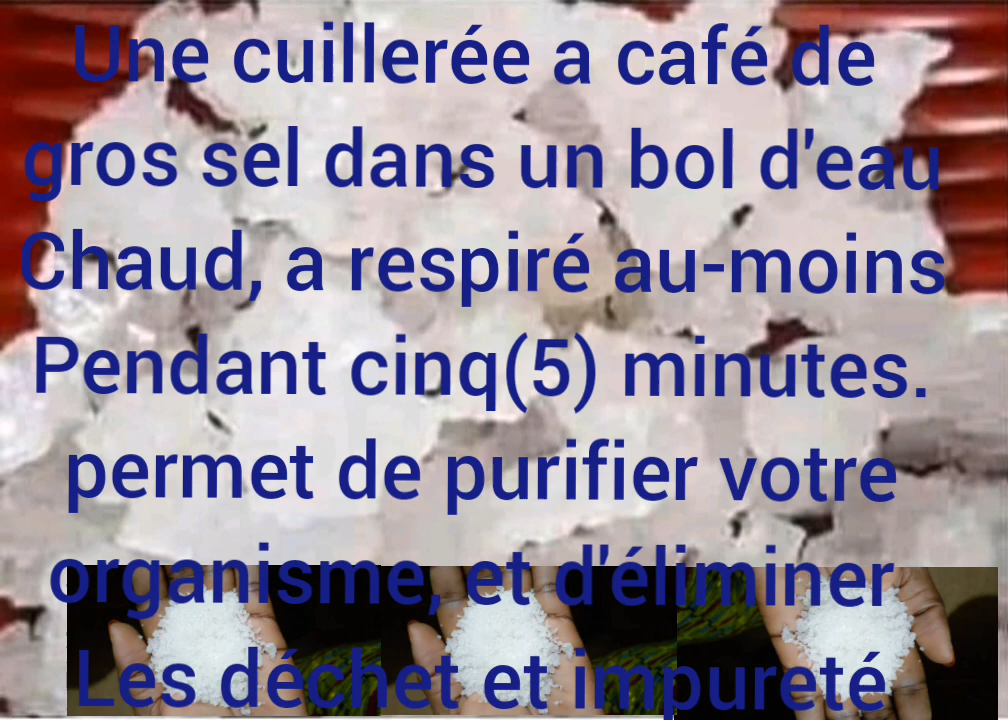 Une cuillerée a café de
gros sel dans un bol d'eau
Chaud, a respiré au-moins
Pendant cinq(5) minutes.
permet de purifier votre
organisme, et d'éliminer
Les déchet et impureté